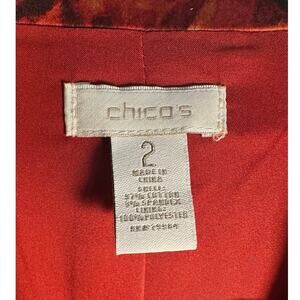 chico's
2
MADE IN
CHINA
SHELL:
97% COTTON
3% SPANDEX
LINING:
100% POLYESTER